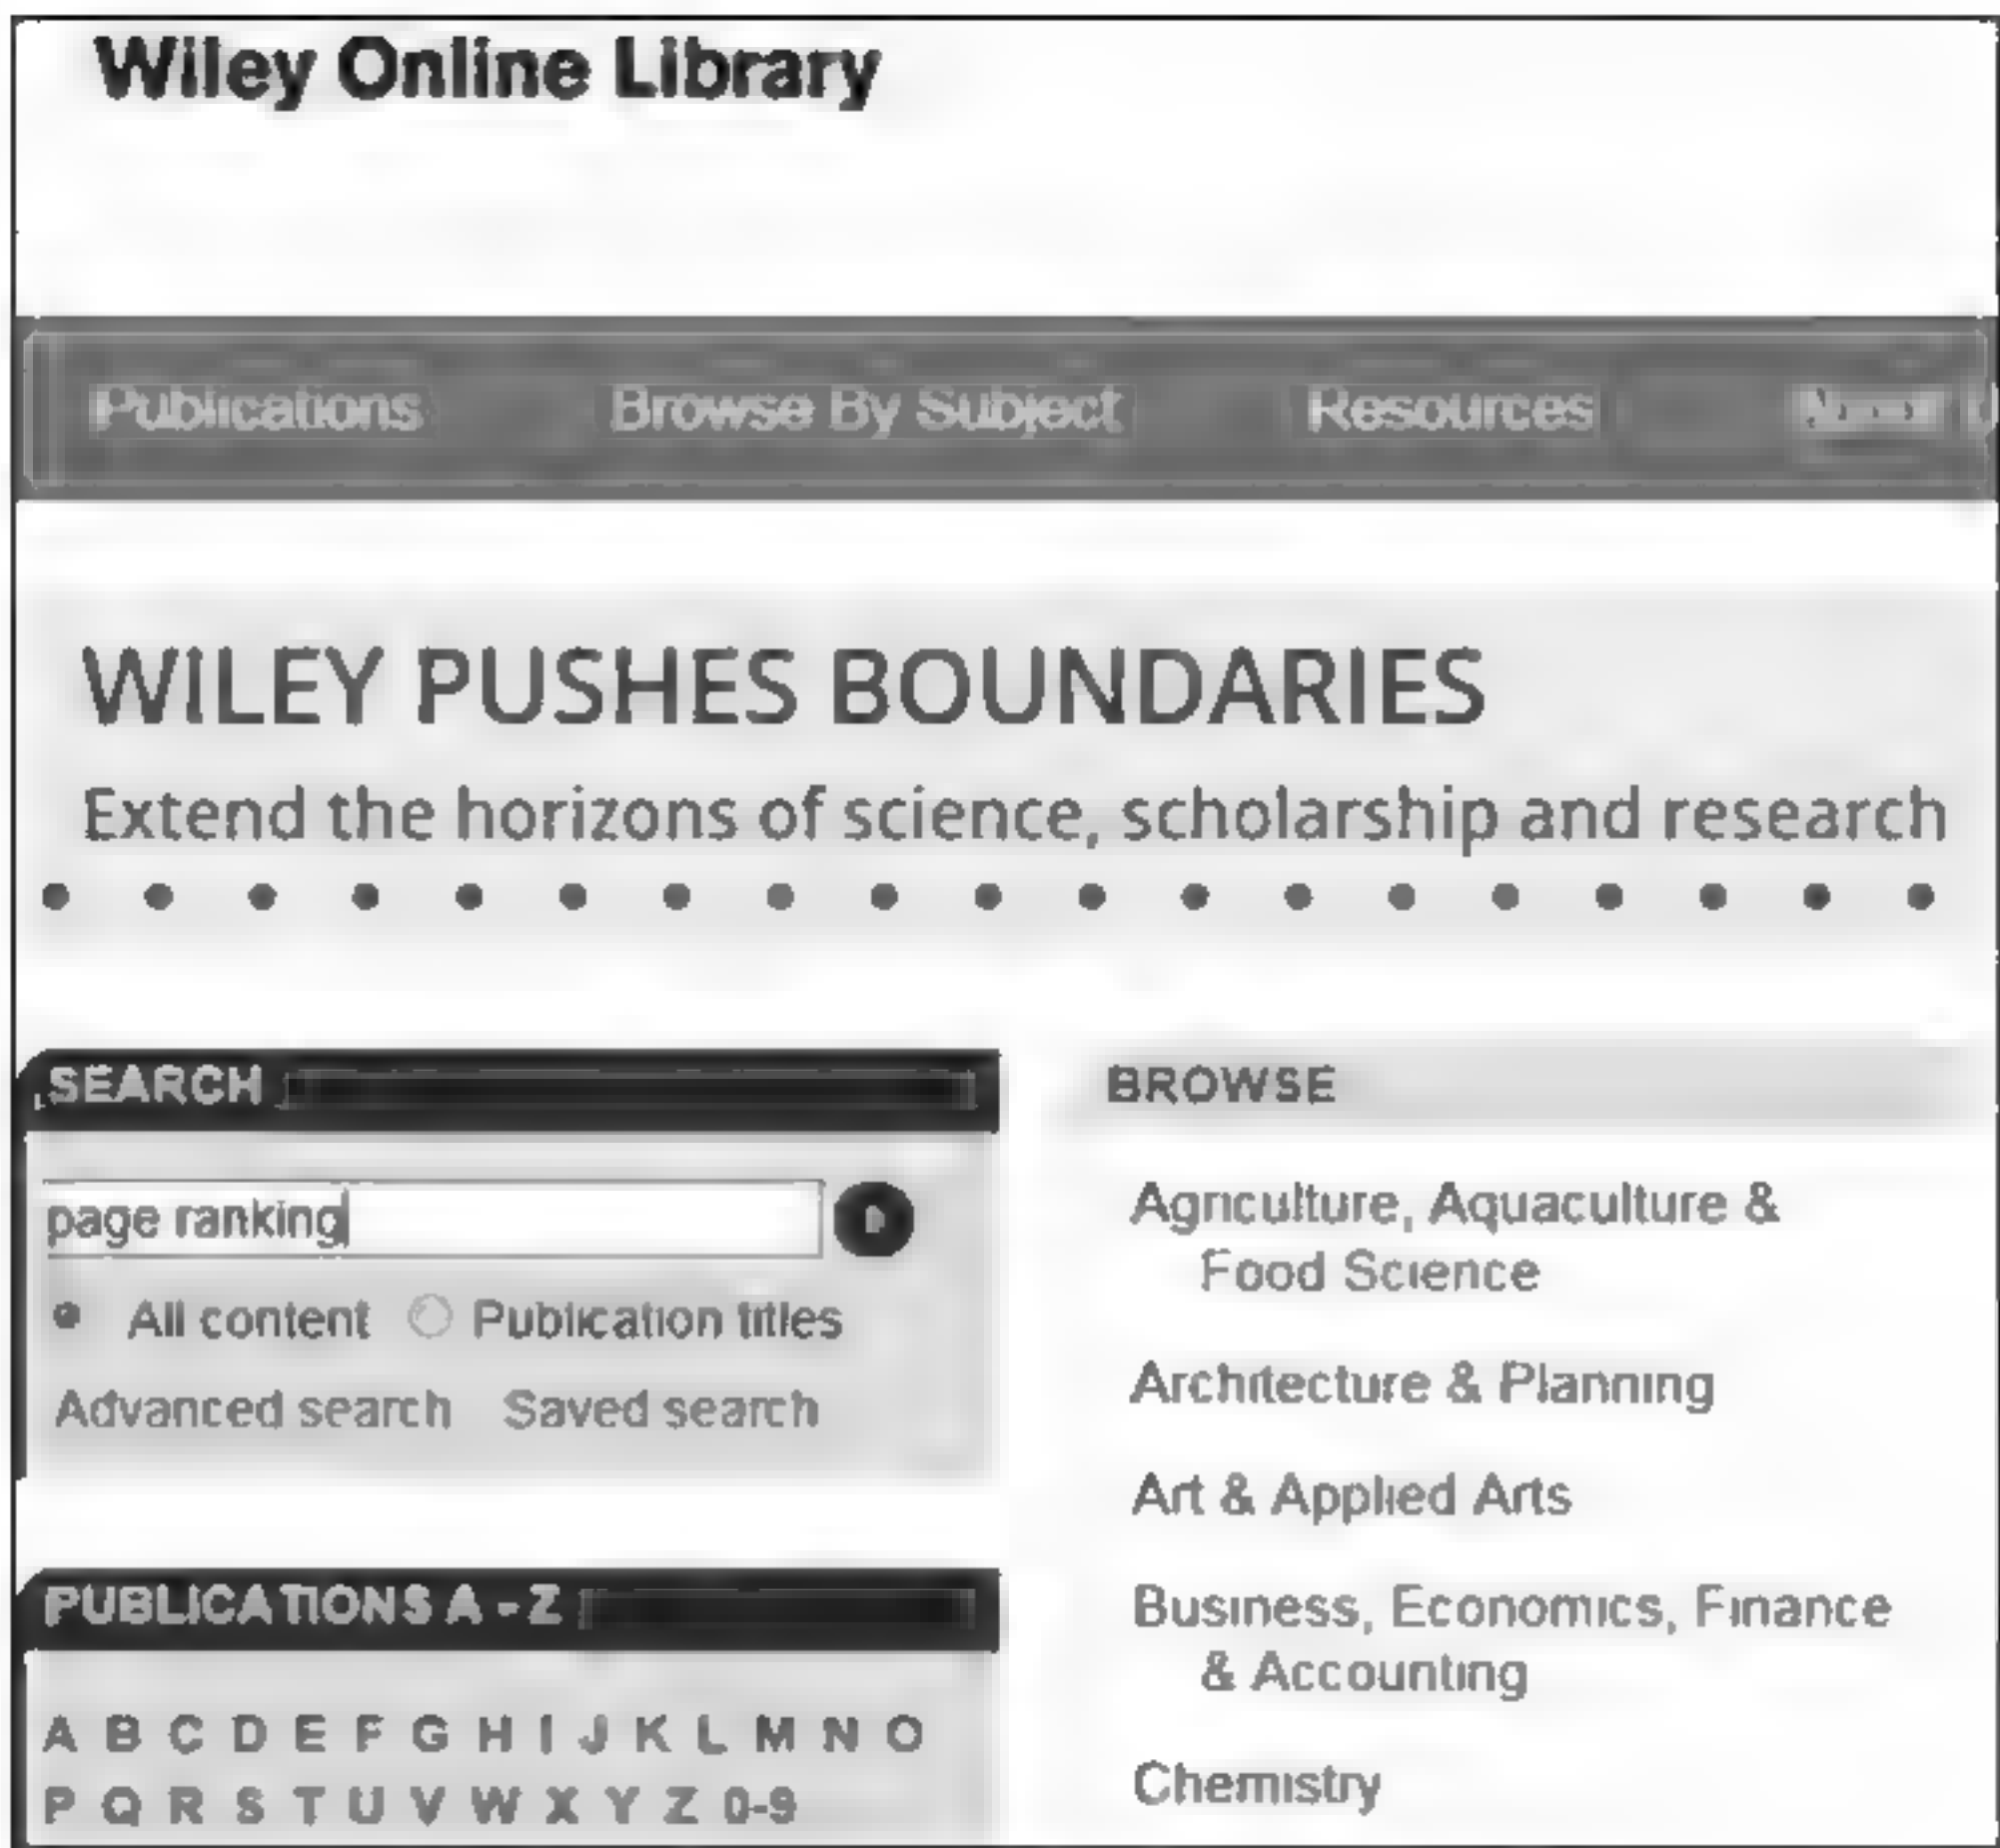 Wiley Online Library
Publications Browse By Subject Resources
WILEY PUSHES BOUNDARIES
Extend the horizons of science, scholarship and research
SEARCH
page ranking
All content Publication titles
Advanced search Saved search
PUBLICATIONS A - Z
A B C D E F G H I J K L M N O
P Q R S T U V W X Y Z 0-9
BROWSE
Agriculture, Aquaculture &
Food Science
Architecture & Planning
Art & Applied Arts
Business, Economics, Finance
& Accounting
Chemistry